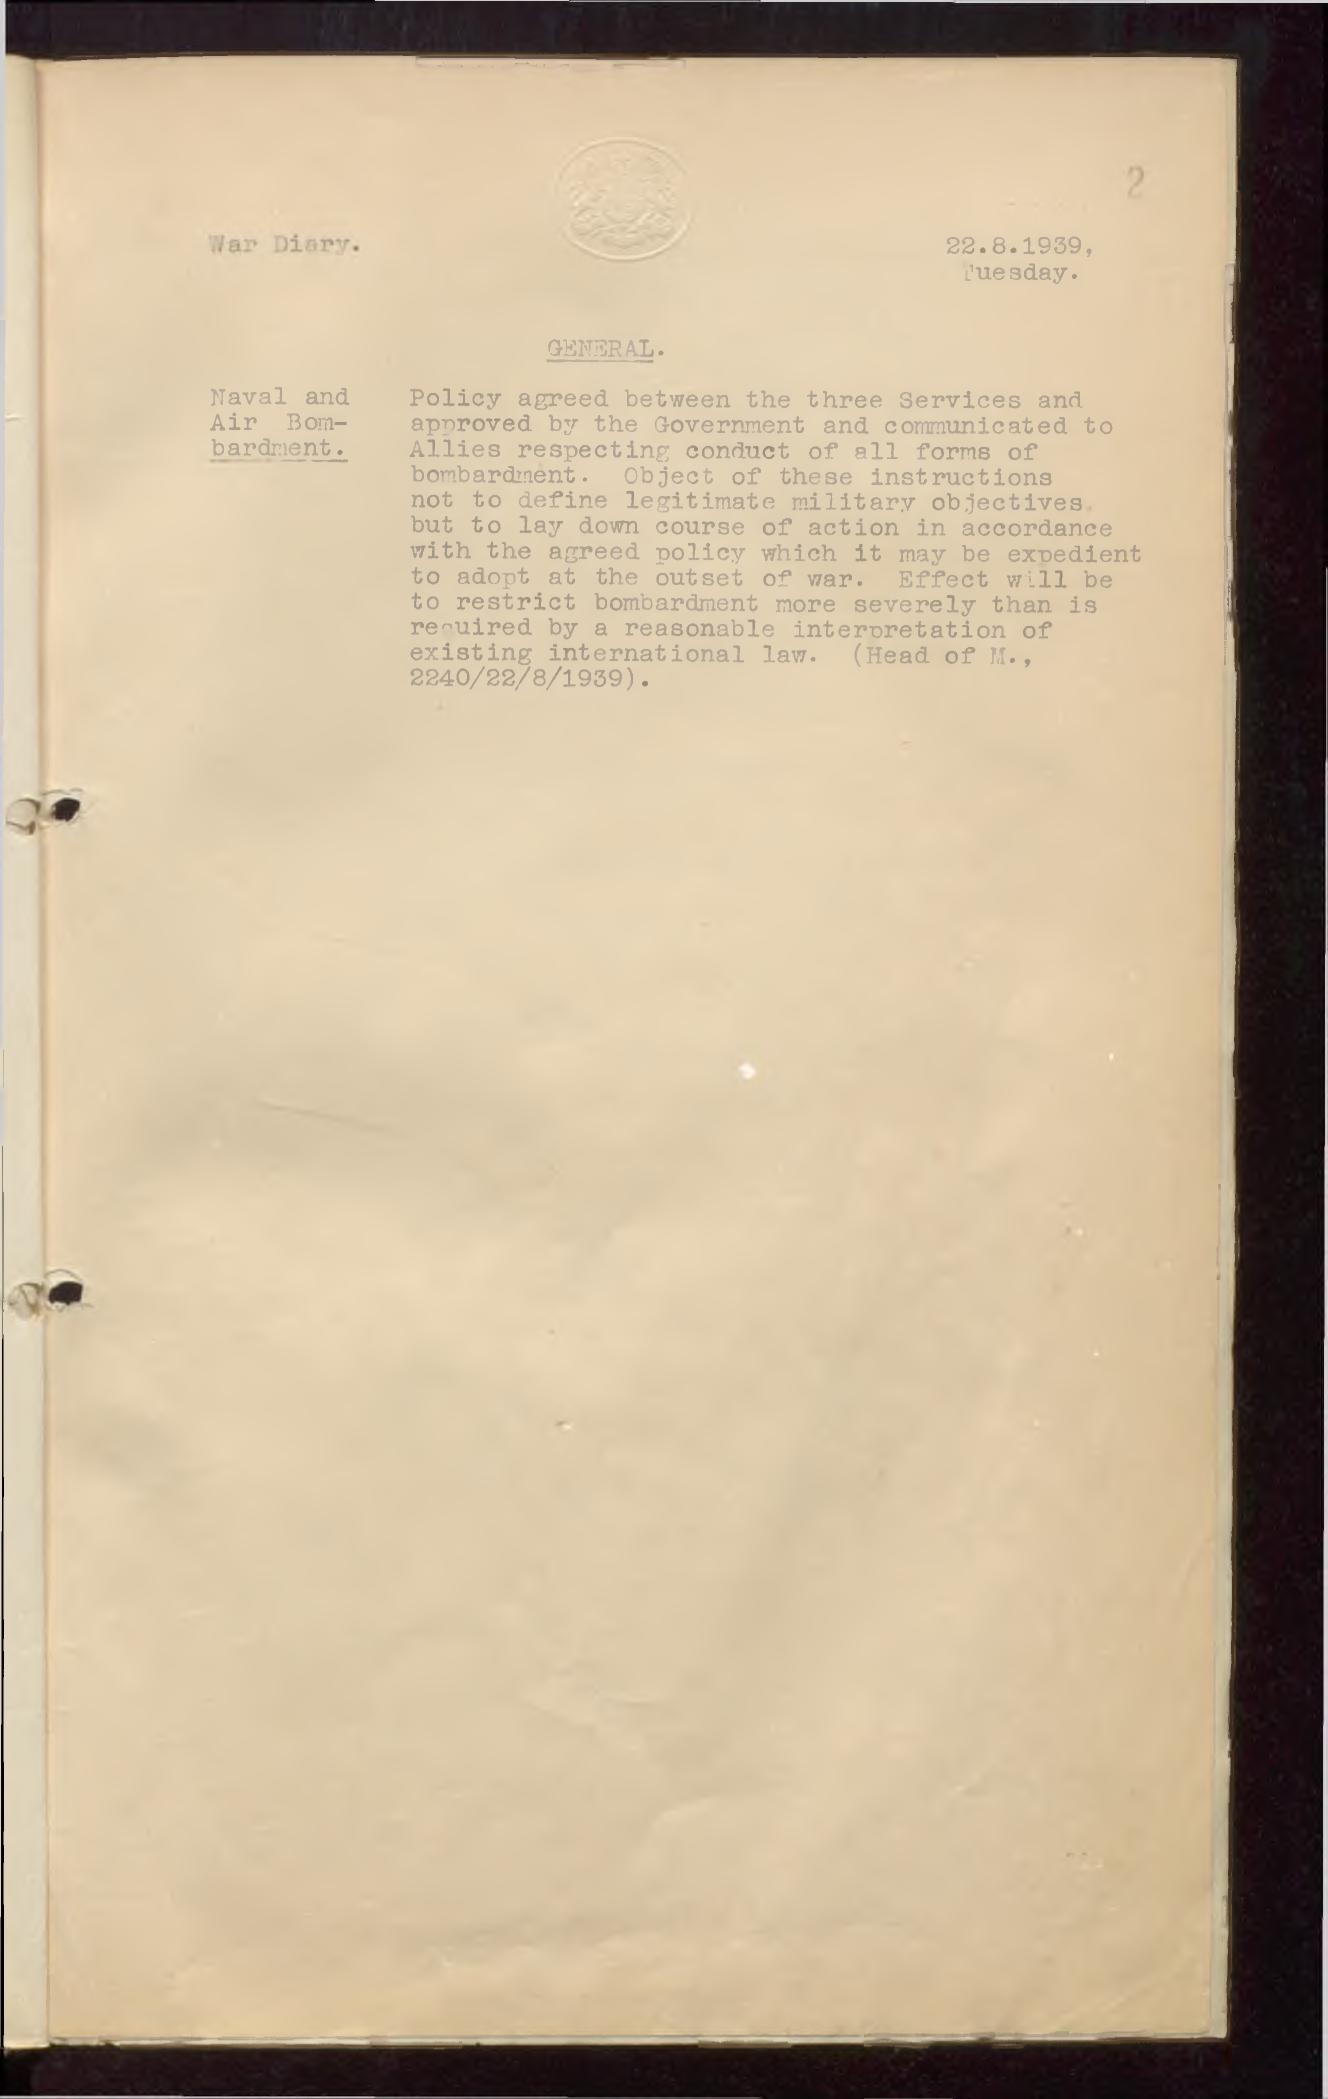 2
War Diary.
22.8.1939,
Tuesday.
GENERAL.
Naval and
Air Bom-
bardment.
Policy agreed between the three Services and
approved by the Government and communicated to
Allies respecting conduct of all forms of
bombardment. Object of these instructions
not to define legitimate military objectives
but to lay down course of action in accordance
with the agreed policy which it may be expedient
to adopt at the outset of war. Effect will be
to restrict bombardment more severely than is
required by a reasonable interpretation of
existing international law. (Head of M.,
2240/22/8/1939).